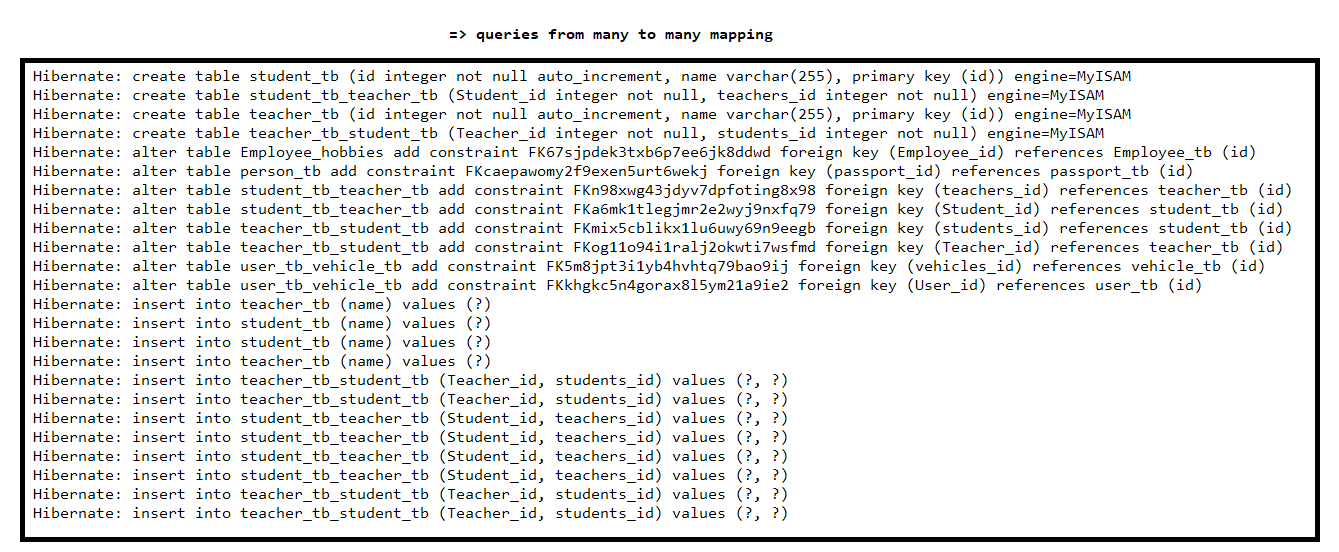 => queries from many to many mapping
Hibernate: create table student_tb (id integer not null auto_increment, name varchar(255), primary key (id)) engine=MyISAM
Hibernate: create table student_tb_teacher_tb (Student_id integer not null, teachers_id integer not null) engine=MyISAM
Hibernate: create table teacher_tb (id integer not null auto_increment, name varchar(255), primary key (id)) engine=MyISAM
Hibernate: create table teacher_tb_student_tb (Teacher_id integer not null, students_id integer not null) engine=MyISAM
Hibernate: alter table Employee_hobbies add constraint FK67sjpdek3txb6p7ee6jk8ddwd foreign key (Employee_id) references Employee_tb (id)
Hibernate: alter table person_tb add constraint FKcaepawomy2f9exen5urt6wekj foreign key (passport_id) references passport_tb (id)
Hibernate: alter table student_tb_teacher_tb add constraint FKn98xwg43jdyv7dpfoting8x98 foreign key (teachers_id) references teacher_tb (id)
Hibernate: alter table student_tb_teacher_tb add constraint FKa6mk1tlegjmr2e2wyj9nxfq79 foreign key (Student_id) references student_tb (id)
Hibernate: alter table teacher_tb_student_tb add constraint FKmix5cblikx1lu6uwy69n9eegb foreign key (students_id) references student_tb (id)
Hibernate: alter table teacher_tb_student_tb add constraint FKog11o94i1ralj2okwti7wsfmd foreign key (Teacher_id) references teacher_tb (id)
Hibernate: alter table user_tb_vehicle_tb add constraint FK5m8jpt3i1yb4hvhtq79bao9ij foreign key (vehicles_id) references vehicle_tb (id)
Hibernate: alter table user_tb_vehicle_tb add constraint FKkhgkc5n4gorax8l5ym21a9ie2 foreign key (User_id) references user_tb (id)
Hibernate: insert into teacher_tb (name) values (?)
Hibernate: insert into student_tb (name) values (?)
Hibernate: insert into student_tb (name) values (?)
Hibernate: insert into teacher_tb (name) values (?)
Hibernate: insert into teacher_tb_student_tb (Teacher_id, students_id) values (?, ?)
Hibernate: insert into teacher_tb_student_tb (Teacher_id, students_id) values (?, ?)
Hibernate: insert into student_tb_teacher_tb (Student_id, teachers_id) values (?, ?)
Hibernate: insert into student_tb_teacher_tb (Student_id, teachers_id) values (?, ?)
Hibernate: insert into student_tb_teacher_tb (Student_id, teachers_id) values (?, ?)
Hibernate: insert into student_tb_teacher_tb (Student_id, teachers_id) values (?, ?)
Hibernate: insert into teacher_tb_student_tb (Teacher_id, students_id) values (?, ?)
Hibernate: insert into teacher_tb_student_tb (Teacher_id, students_id) values (?, ?)